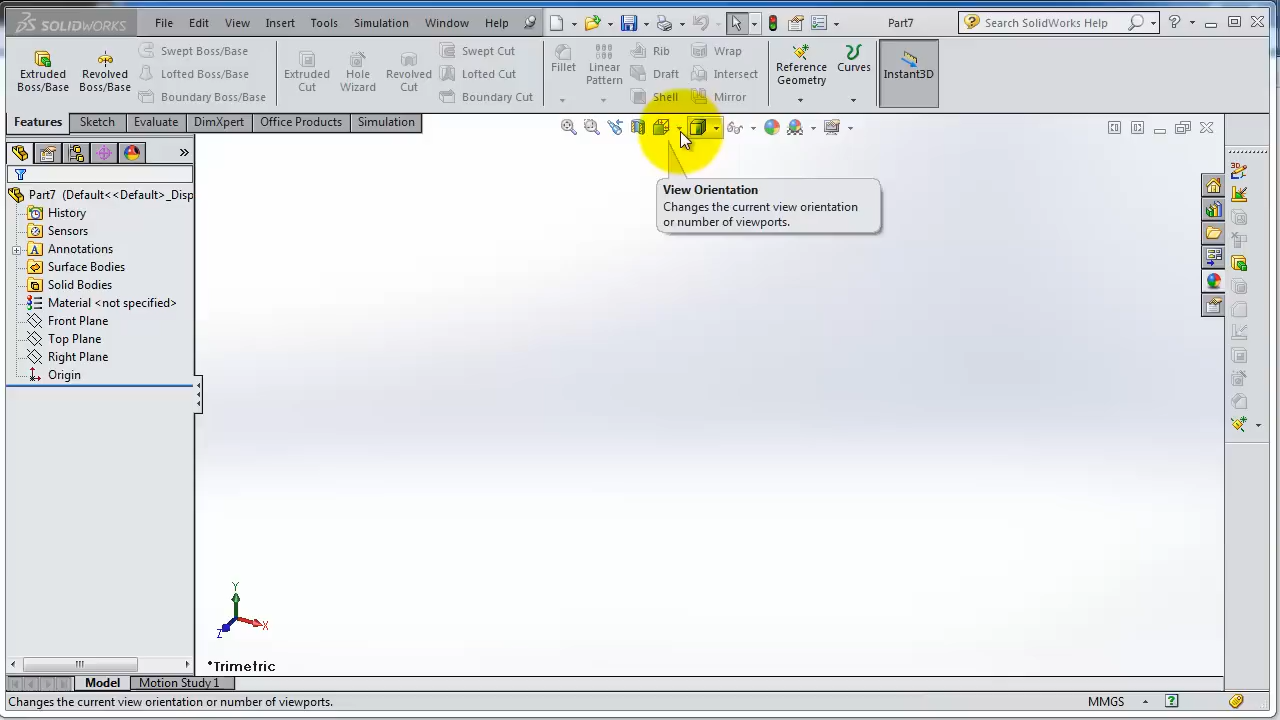 SOLIDWORKS File Edit View Insert Tools Simulation Window Help Part7 Search SolidWorks Help
Extruded Boss/Base
Revolved Boss/Base
Swept Boss/Base
Lofted Boss/Base
Boundary Boss/Base
Extruded Cut
Hole Wizard
Revolved Cut
Swept Cut
Lofted Cut
Boundary Cut
Fillet
Linear Pattern
Rib
Draft
Shell
Wrap
Intersect
Mirror
Reference Geometry
Curves
Instant3D
Features Sketch Evaluate DimXpert Office Products Simulation
View Orientation
Changes the current view orientation
or number of viewports.
Part7 (Default<<Default>_Disp
History
Sensors
Annotations
Surface Bodies
Solid Bodies
Material <not specified>
Front Plane
Top Plane
Right Plane
Origin
Y
X
Z
*Trimetric
Model Motion Study 1
Changes the current view orientation or number of viewports. MMGS